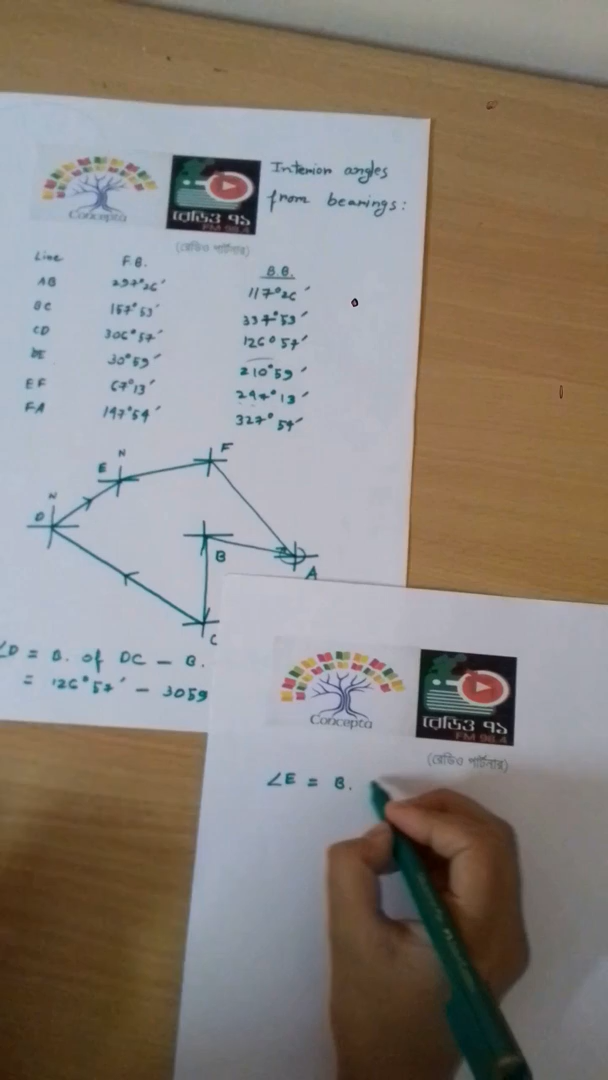 Interior angles
from bearings:
Concepta
রেডিও ৭১
FM 98.4
(রেডিও পার্টনার)
Line F.B. B.B.
AB 297°26′ 117°26′
BC 157°53′ 337°53′
CD 306°57′ 126°57′
DE 30°59′ 210°59′
EF 67°13′ 247°13′
FA 147°54′ 327°54′
F
N
E
N
D
B
A
C
∠D = B. of DC - B.
= 126°57′ - 3059
Concepta
রেডিও ৭১
FM 98.4
(রেডিও পার্টনার)
∠E = B.